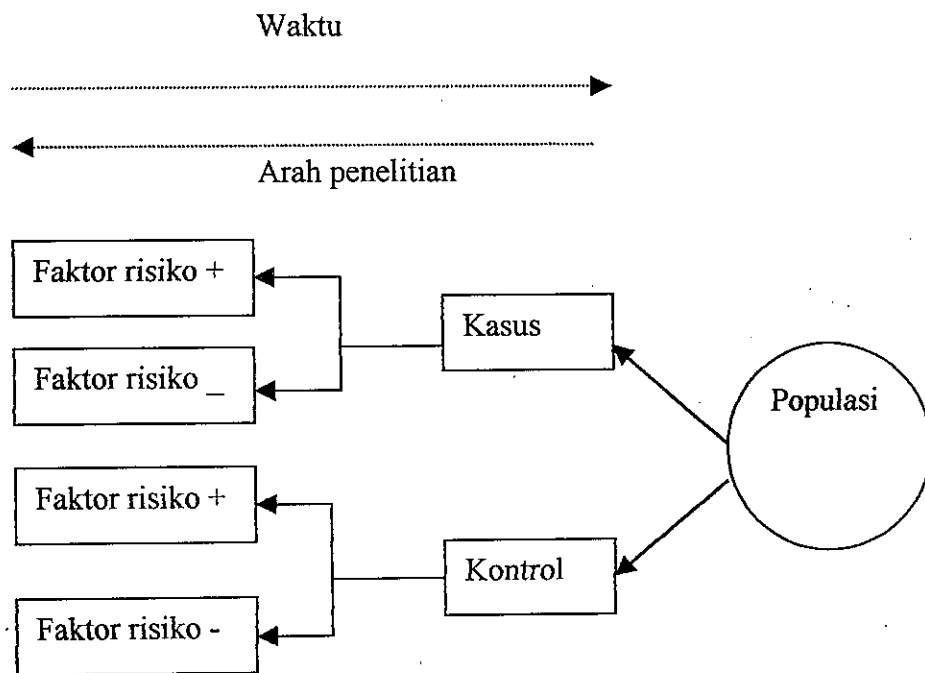 Waktu
Arah penelitian
Faktor risiko +
Kasus
Faktor risiko _
Populasi
Faktor risiko +
Kontrol
Faktor risiko -